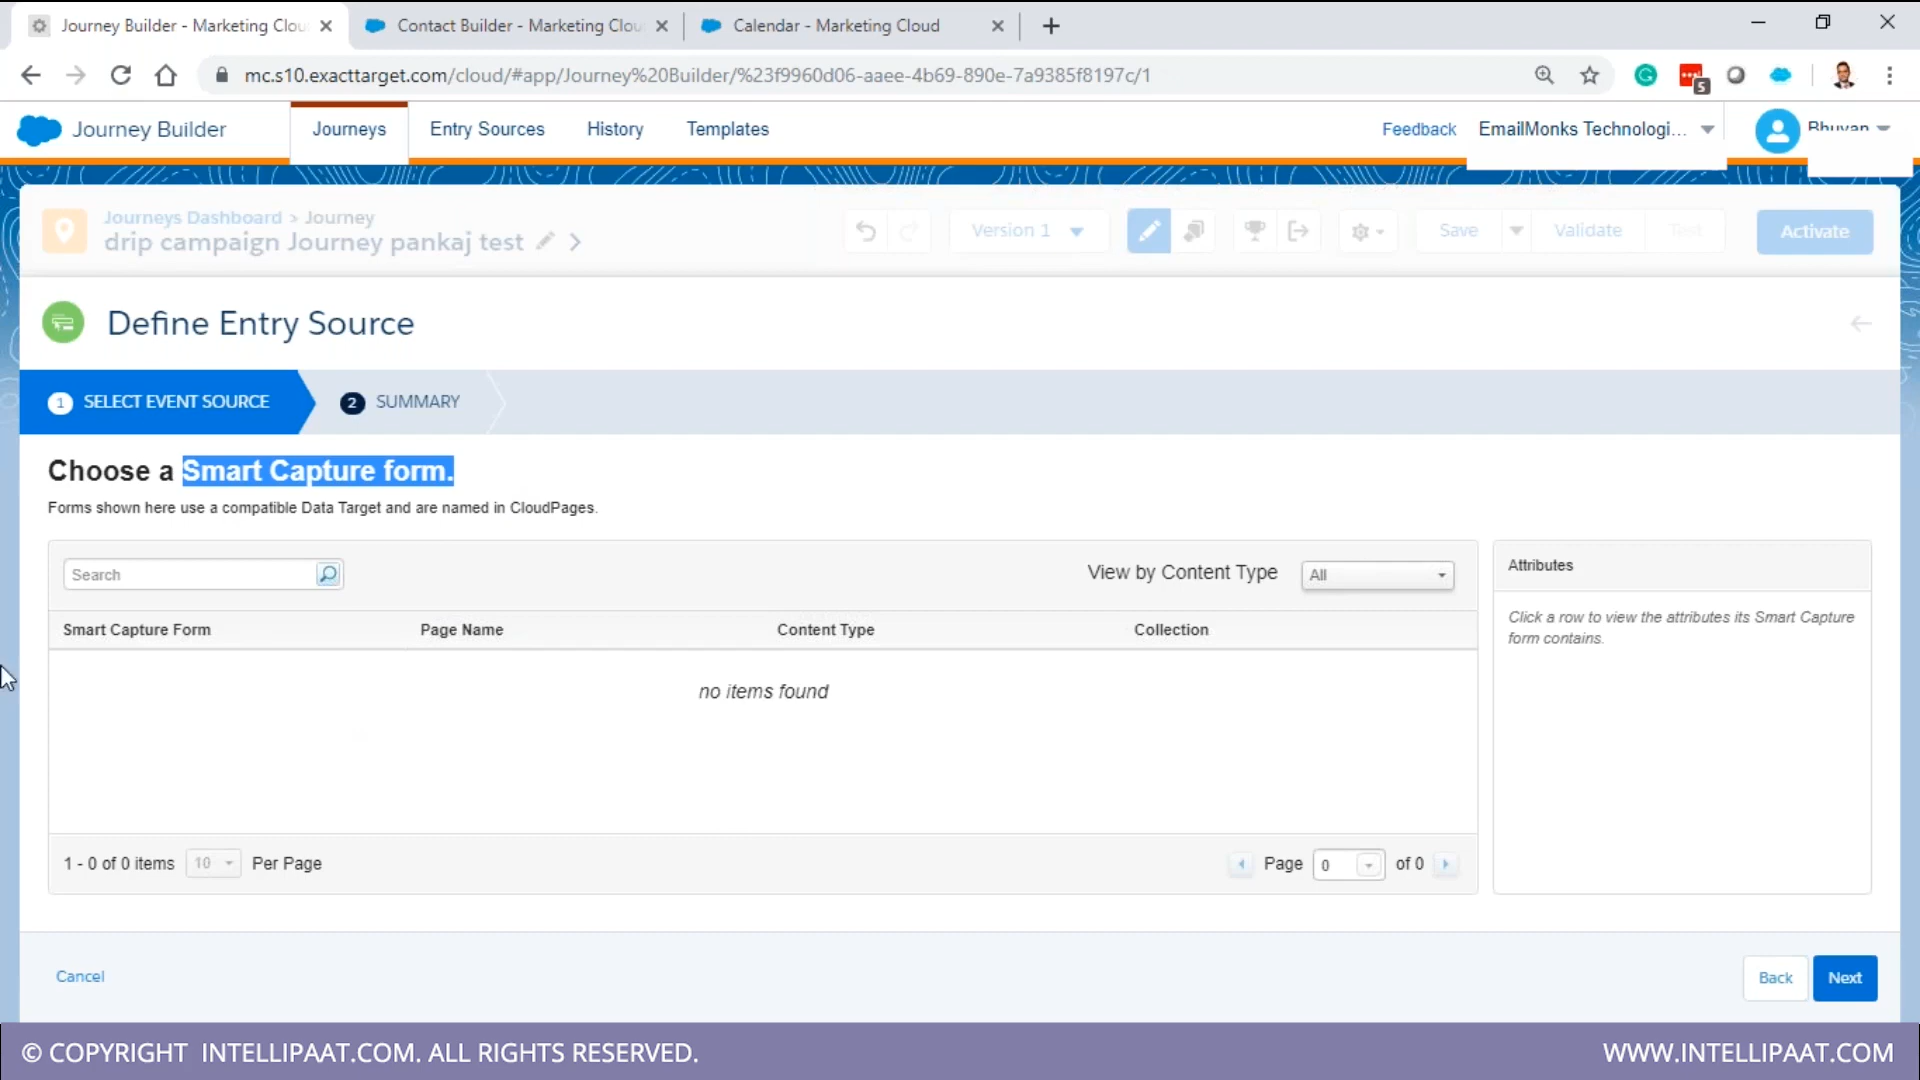 Journey Builder - Marketing Clou
Contact Builder - Marketing Clou
Calendar - Marketing Cloud
mc.s10.exacttarget.com/cloud/#app/Journey%20Builder/%23f9960d06-aaee-4b69-890e-7a9385f8197c/1
S
Journey Builder
Journeys
Entry Sources
History
Templates
Feedback
EmailMonks Technologi...
Bhuvan
Journeys Dashboard > Journey
drip campaign Journey pankaj test
Version 1
Save
Validate
Test
Activate
Define Entry Source
1 SELECT EVENT SOURCE
2 SUMMARY
Choose a Smart Capture form.
Forms shown here use a compatible Data Target and are named in CloudPages.
Search
View by Content Type
All
Attributes
Smart Capture Form
Page Name
Content Type
Collection
Click a row to view the attributes its Smart Capture
form contains.
no items found
1 - 0 of 0 items
10
Per Page
Page
0
of 0
Cancel
Back
Next
© COPYRIGHT INTELLIPAAT.COM. ALL RIGHTS RESERVED.
WWW.INTELLIPAAT.COM